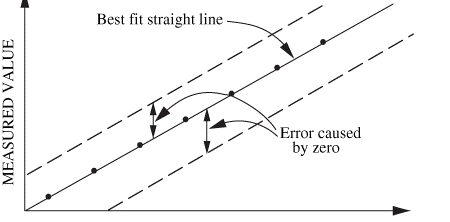 Best fit straight line
MEASURED VALUE
Error caused
by zero